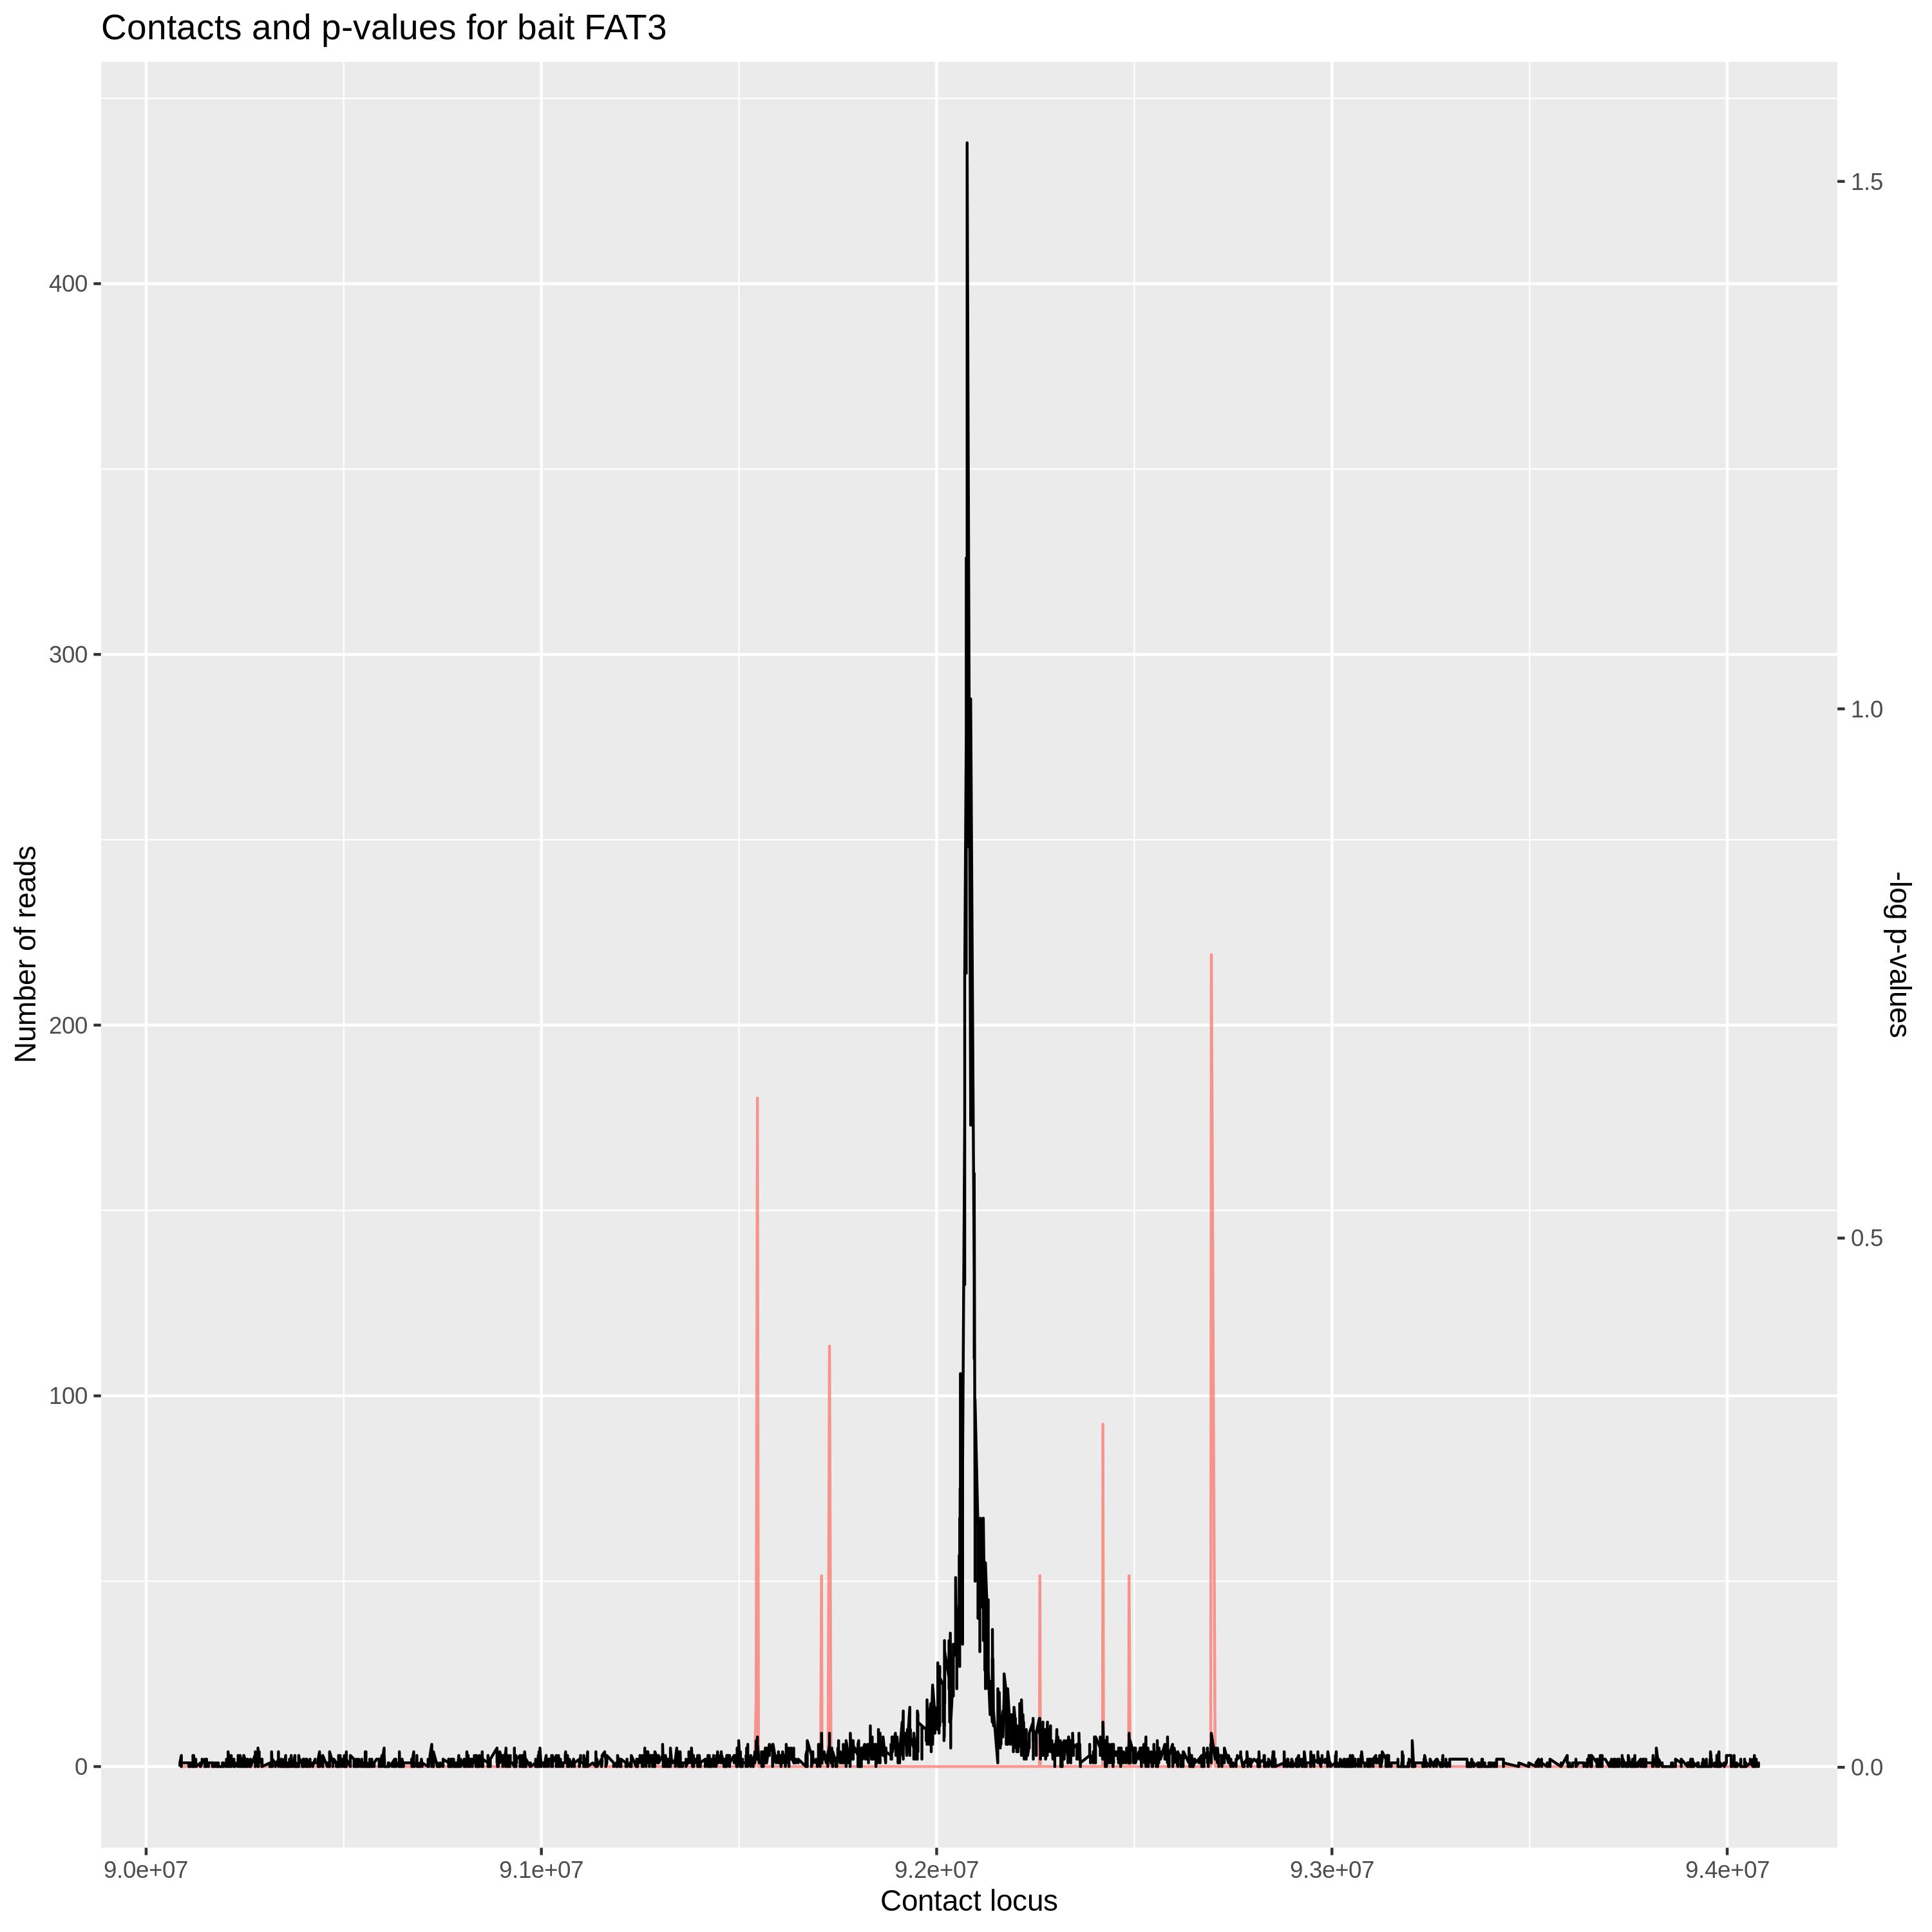 Contacts and p-values for bait FAT3
Number of reads
400
300
200
100
0
1.5
1.0
0.5
0.0
-log p-values
9.0e+07 9.1e+07 9.2e+07 9.3e+07 9.4e+07
Contact locus